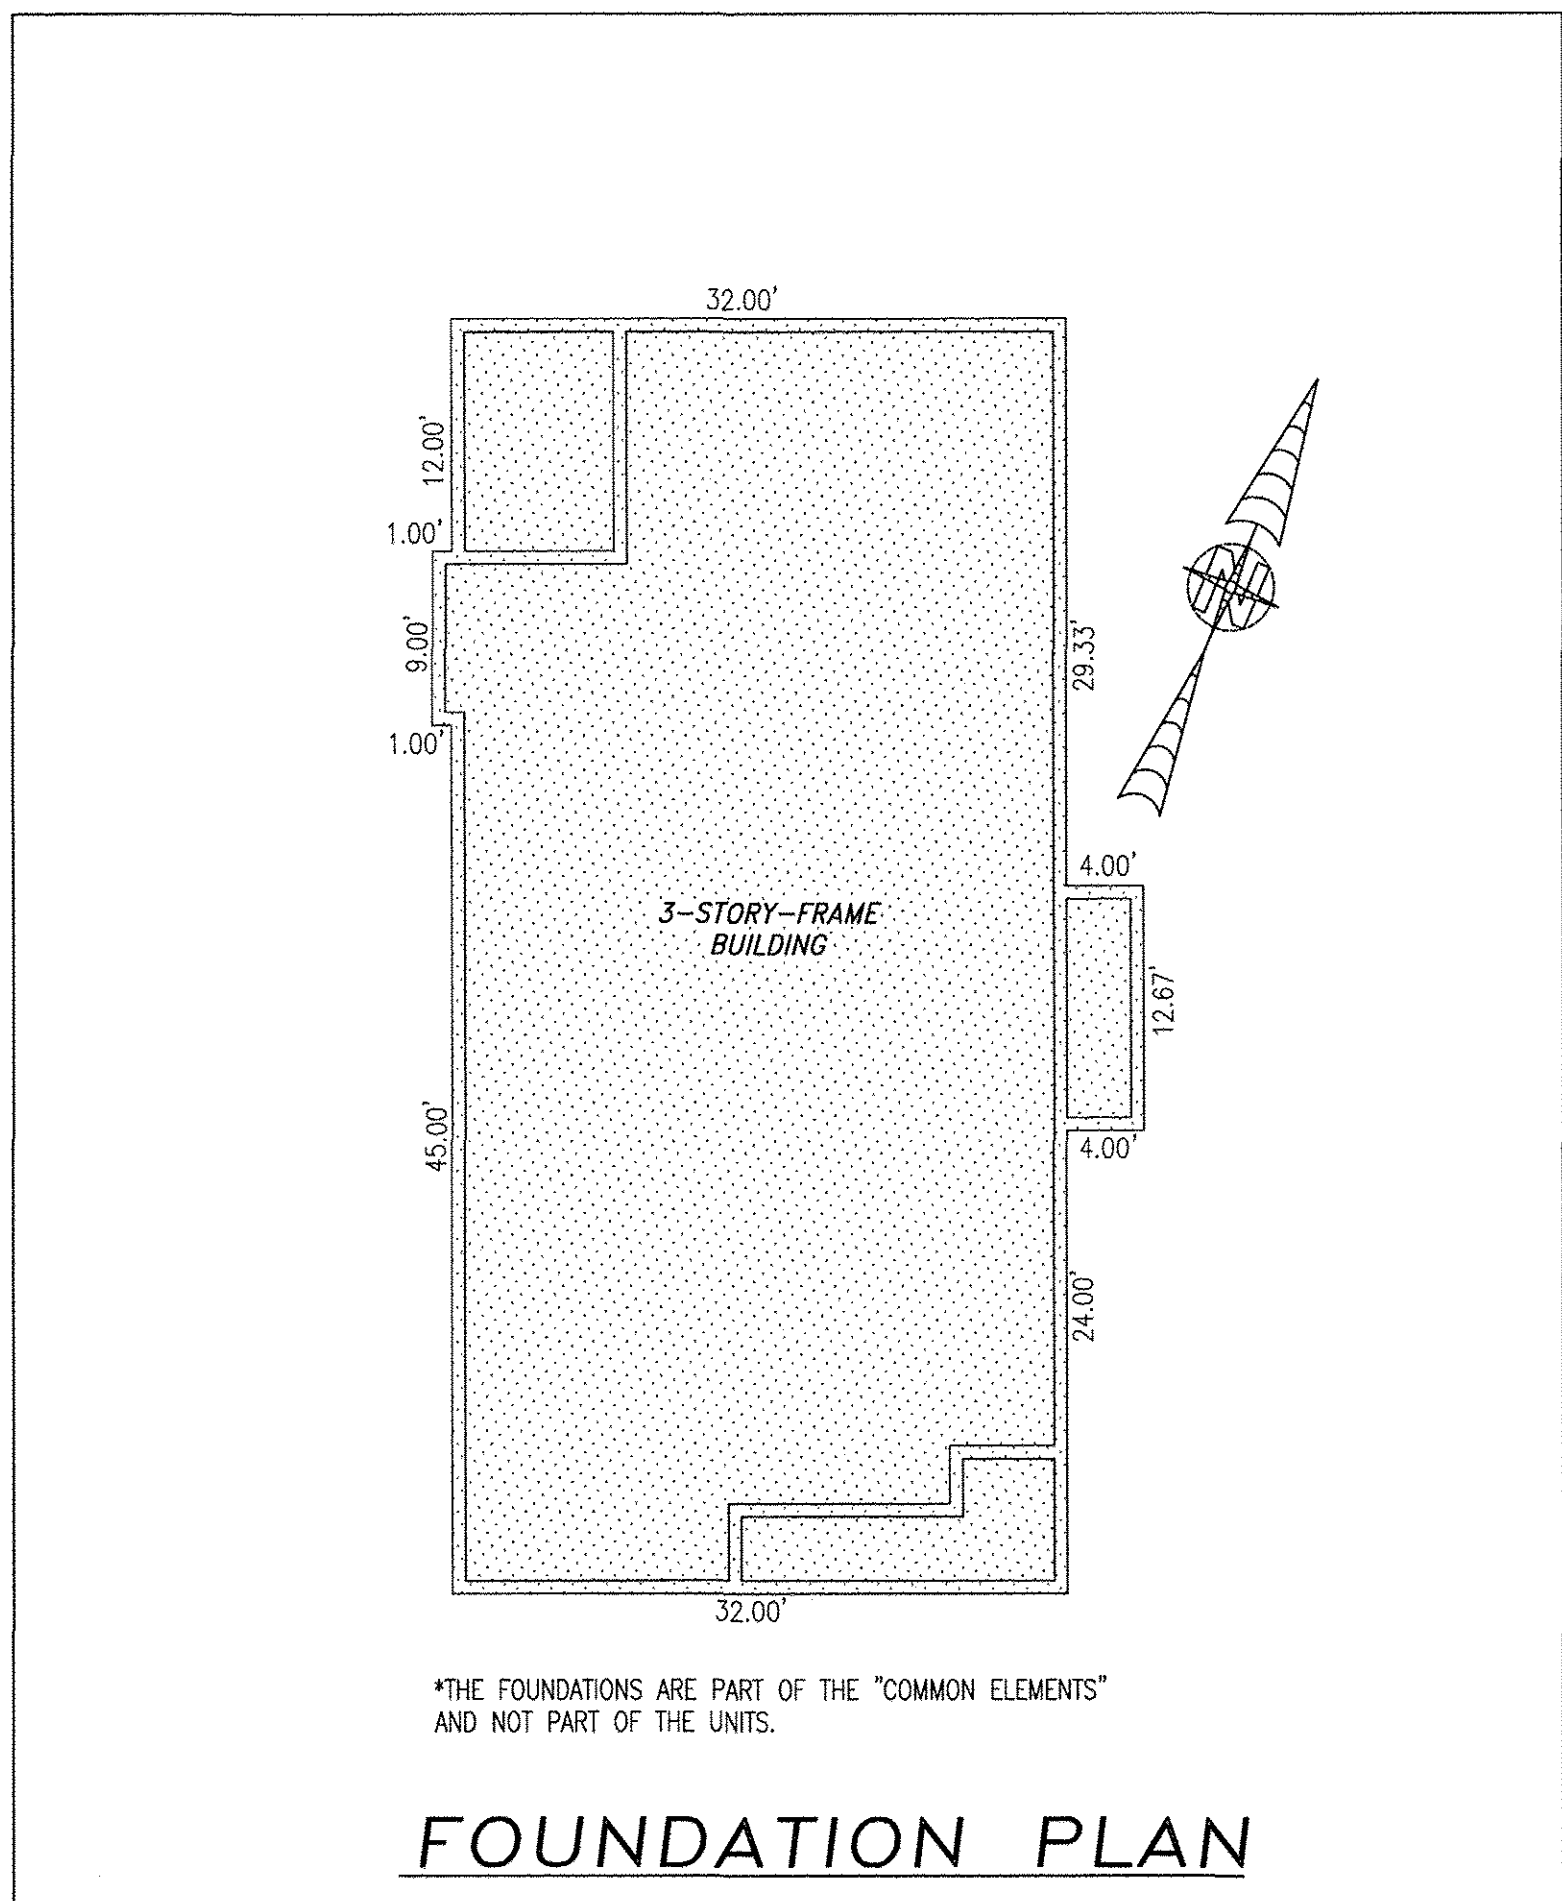 32.00'
12.00'
1.00'
9.00'
29.33'
1.00'
4.00'
3-STORY-FRAME
BUILDING
12.67'
45.00'
4.00'
24.00'
32.00'
*THE FOUNDATIONS ARE PART OF THE "COMMON ELEMENTS"
AND NOT PART OF THE UNITS.
FOUNDATION PLAN
N